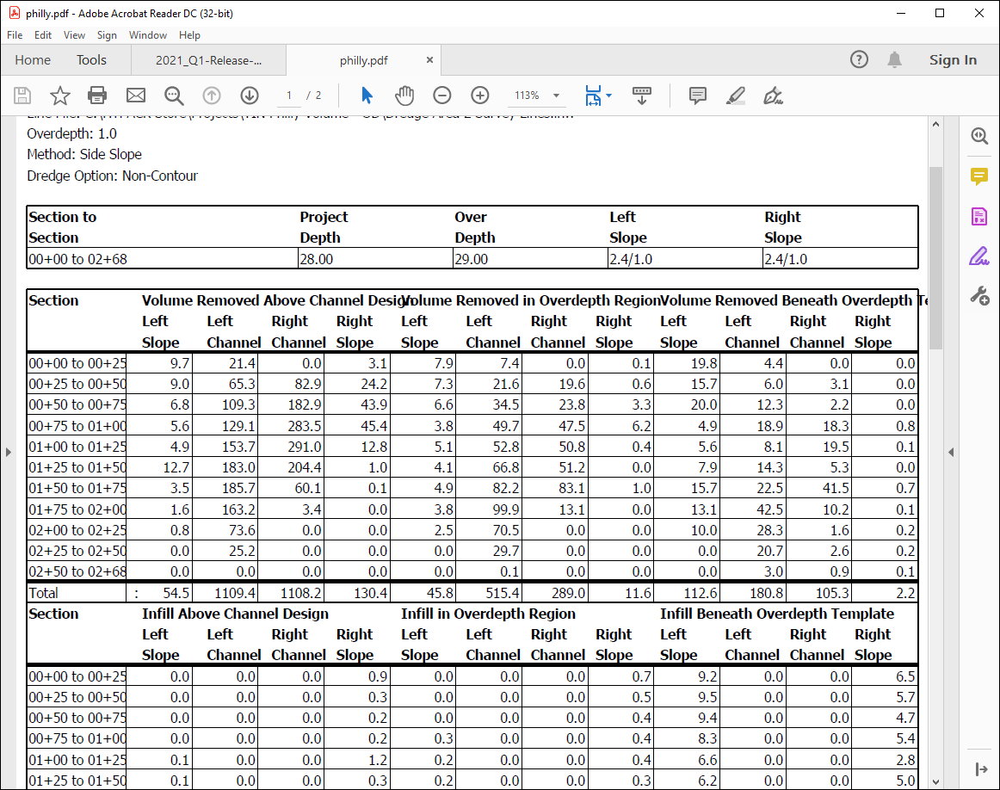 philly.pdf - Adobe Acrobat Reader DC (32-bit)
File Edit View Sign Window Help
Home Tools 2021_Q1-Release-... philly.pdf × Sign In
1 / 2 113%
Overdepth: 1.0
Method: Side Slope
Dredge Option: Non-Contour
Section to Project Over Left Right
Section Depth Depth Slope Slope
00+00 to 02+68 28.00 29.00 2.4/1.0 2.4/1.0
Section Volume Removed Above Channel Design Volume Removed in Overdepth Region Volume Removed Beneath Overdepth Te
Left Left Right Right Left Left Right Right Left Left Right Right
Slope Channel Channel Slope Slope Channel Channel Slope Slope Channel Channel Slope
00+00 to 00+25 9.7 21.4 0.0 3.1 7.9 7.4 0.0 0.1 19.8 4.4 0.0 0.0
00+25 to 00+50 9.0 65.3 82.9 24.2 7.3 21.6 19.6 0.6 15.7 6.0 3.1 0.0
00+50 to 00+75 6.8 109.3 182.9 43.9 6.6 34.5 23.8 3.3 20.0 12.3 2.2 0.0
00+75 to 01+00 5.6 129.1 283.5 45.4 3.8 49.7 47.5 6.2 4.9 18.9 18.3 0.8
01+00 to 01+25 4.9 153.7 291.0 12.8 5.1 52.8 50.8 0.4 5.6 8.1 19.5 0.1
01+25 to 01+50 12.7 183.0 204.4 1.0 4.1 66.8 51.2 0.0 7.9 14.3 5.3 0.0
01+50 to 01+75 3.5 185.7 60.1 0.1 4.9 82.2 83.1 1.0 15.7 22.5 41.5 0.7
01+75 to 02+00 1.6 163.2 3.4 0.0 3.8 99.9 13.1 0.0 13.1 42.5 10.2 0.1
02+00 to 02+25 0.8 73.6 0.0 0.0 2.5 70.5 0.0 0.0 10.0 28.3 1.6 0.2
02+25 to 02+50 0.0 25.2 0.0 0.0 0.0 29.7 0.0 0.0 0.0 20.7 2.6 0.2
02+50 to 02+68 0.0 0.0 0.0 0.0 0.0 0.1 0.0 0.0 0.0 3.0 0.9 0.1
Total : 54.5 1109.4 1108.2 130.4 45.8 515.4 289.0 11.6 112.6 180.8 105.3 2.2
Section Infill Above Channel Design Infill in Overdepth Region Infill Beneath Overdepth Template
Left Left Right Right Left Left Right Right Left Left Right Right
Slope Channel Channel Slope Slope Channel Channel Slope Slope Channel Channel Slope
00+00 to 00+25 0.0 0.0 0.0 0.9 0.0 0.0 0.0 0.7 9.2 0.0 0.0 6.5
00+25 to 00+50 0.0 0.0 0.0 0.3 0.0 0.0 0.0 0.5 9.5 0.0 0.0 5.7
00+50 to 00+75 0.0 0.0 0.0 0.2 0.0 0.0 0.0 0.4 9.4 0.0 0.0 4.7
00+75 to 01+00 0.0 0.0 0.0 0.2 0.3 0.0 0.0 0.4 8.3 0.0 0.0 5.4
01+00 to 01+25 0.1 0.0 0.0 1.2 0.2 0.0 0.0 0.4 6.6 0.0 0.0 2.8
01+25 to 01+50 0.1 0.0 0.0 0.3 0.2 0.0 0.0 0.3 6.2 0.0 0.0 5.0